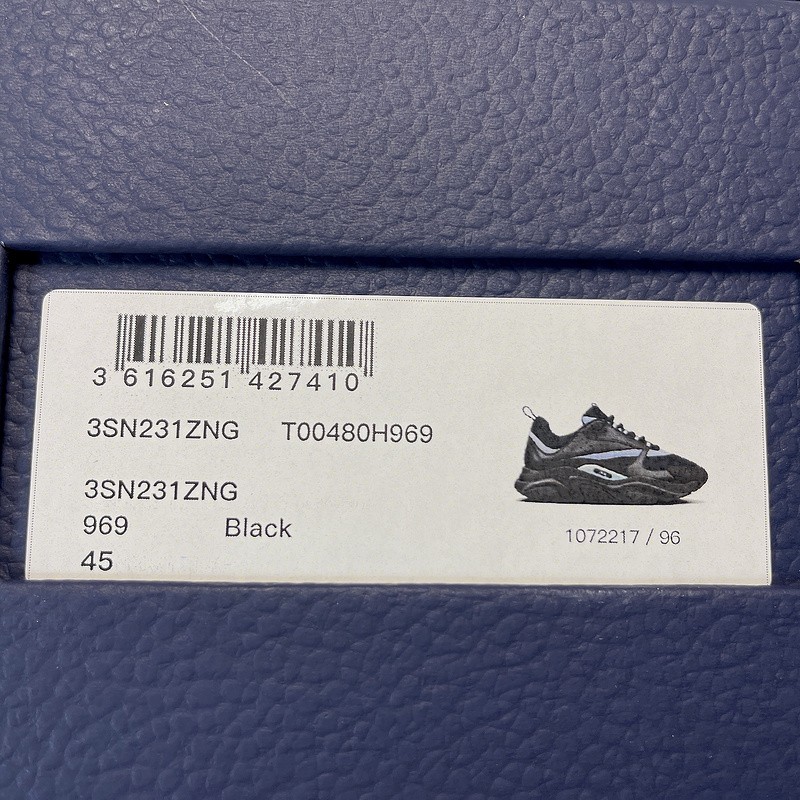 3 616251 427410
3SN231ZNG T00480H969
3SN231ZNG
969 Black
45
1072217 / 96